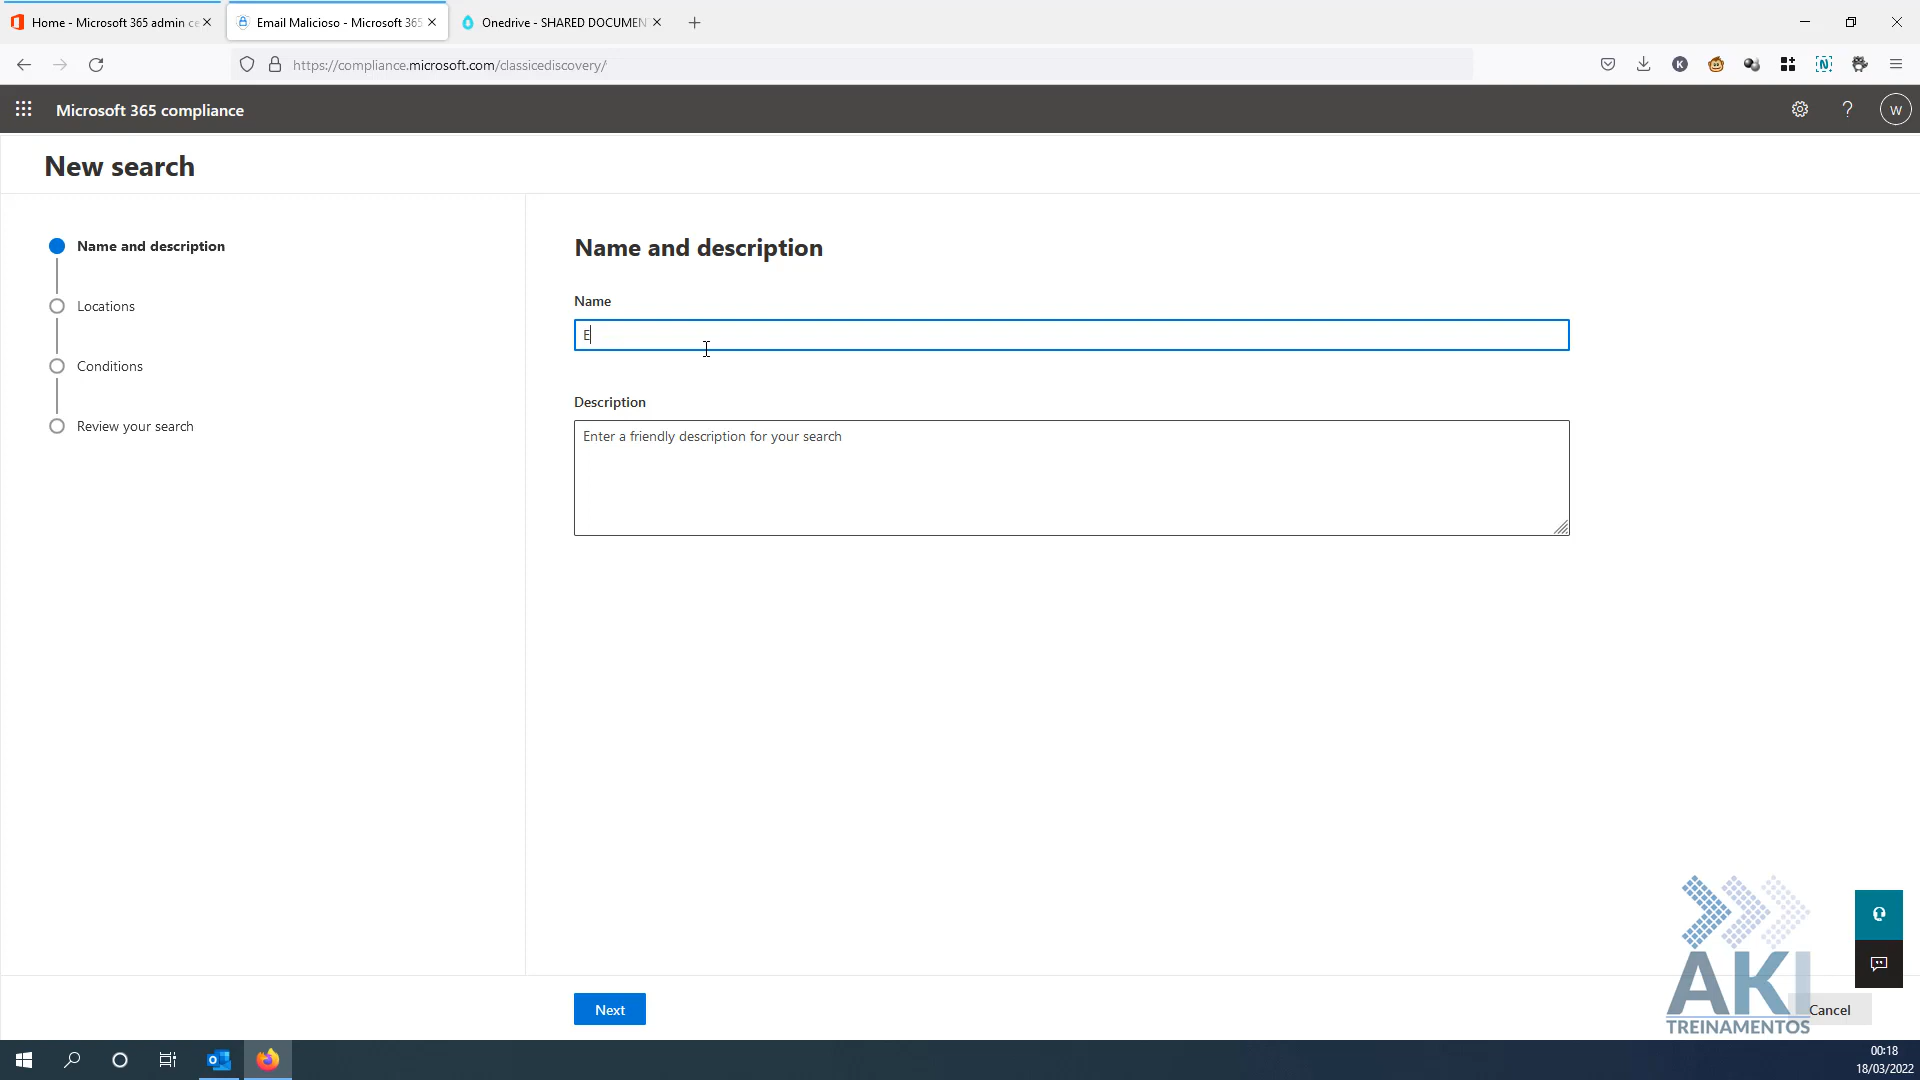 Home - Microsoft 365 admin ce
Email Malicioso - Microsoft 365
Onedrive - SHARED DOCUMEN
https://compliance.microsoft.com/classicediscovery/
K
N
Microsoft 365 compliance
?
W
New search
Name and description
Locations
Conditions
Review your search
Name and description
Name
E
Description
Enter a friendly description for your search
Next
Cancel
AKI
TREINAMENTOS
00:18
18/03/2022